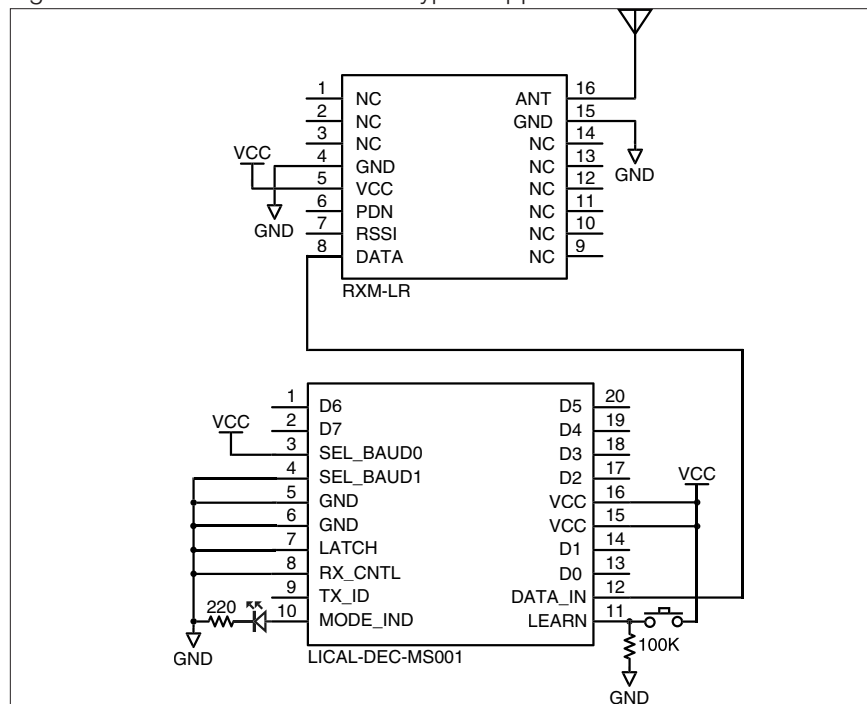 1 NC ANT 16
2 NC GND 15
3 NC NC 14
VCC 4 GND NC 13 GND
5 VCC NC 12
6 PDN NC 11
GND 7 RSSI NC 10
8 DATA NC 9
RXM-LR
1 D6 D5 20
VCC 2 D7 D4 19
3 SEL_BAUD0 D3 18
4 SEL_BAUD1 D2 17 VCC
5 GND VCC 16
6 GND VCC 15
7 LATCH D1 14
8 RX_CNTL D0 13
9 TX_ID DATA_IN 12
220 10 MODE_IND LEARN 11
100K
GND LICAL-DEC-MS001
GND